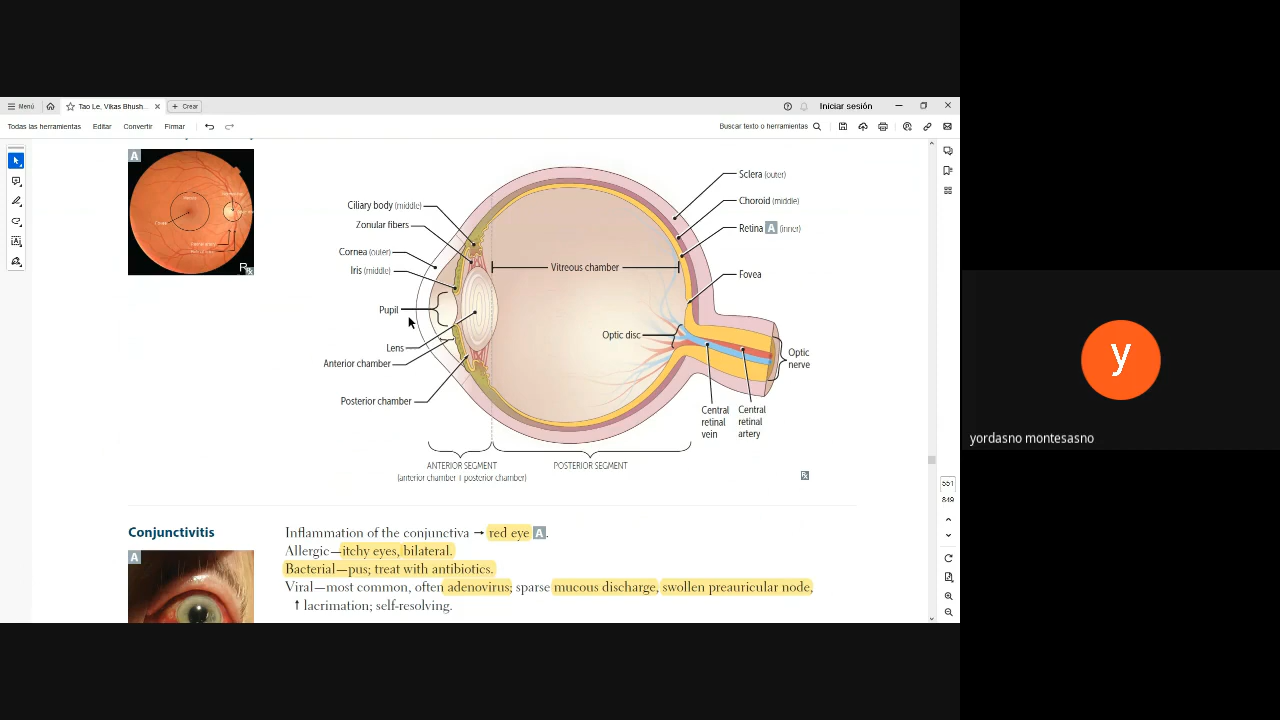 Menú
Tao Le, Vikas Bhush...
Crear
Iniciar sesión
Todas las herramientas
Editar
Convertir
Firmar
Buscar texto o herramientas
A
Ciliary body (middle)
Zonular fibers
Cornea (outer)
Iris (middle)
Pupil
Lens
Anterior chamber
Posterior chamber
Vitreous chamber
Optic disc
Sclera (outer)
Choroid (middle)
Retina A (inner)
Fovea
Optic
nerve
Central
retinal
vein
Central
retinal
artery
ANTERIOR SEGMENT
(anterior chamber + posterior chamber)
POSTERIOR SEGMENT
551
849
Conjunctivitis
A
Inflammation of the conjunctiva → red eye A.
Allergic—itchy eyes, bilateral.
Bacterial—pus; treat with antibiotics.
Viral—most common, often adenovirus; sparse mucous discharge, swollen preauricular node,
↑ lacrimation; self-resolving.
y
yordasno montesasno